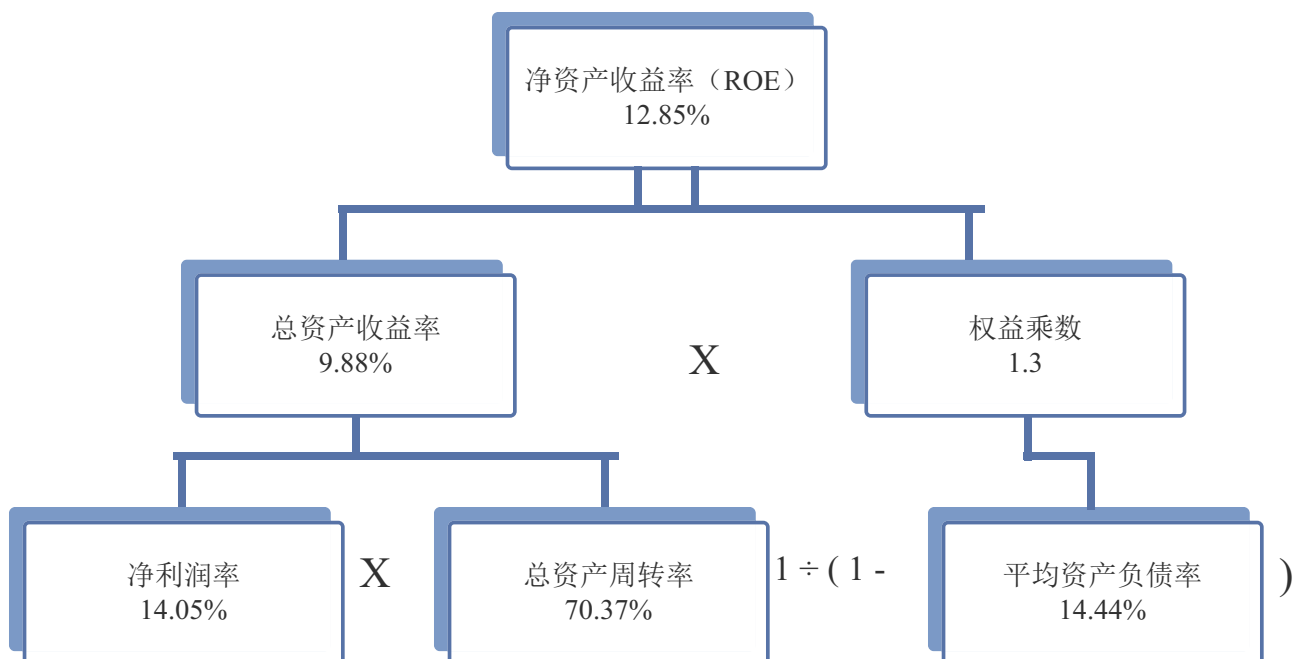 净资产收益率（ROE）
12.85%
总资产收益率
9.88%
X
权益乘数
1.3
净利润率
14.05%
X
总资产周转率
70.37%
1 ÷ ( 1 -
平均资产负债率
14.44%
)